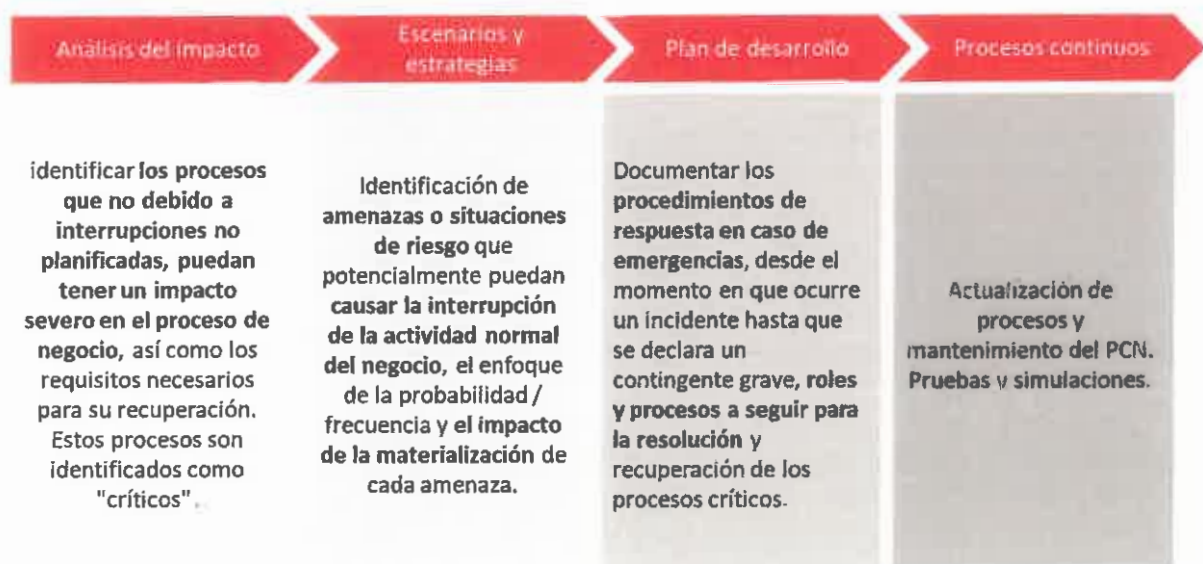 Análisis del impacto
Escenarios y
estrategias
Plan de desarrollo
Procesos continuos
identificar los procesos
que no debido a
interrupciones no
planificadas, puedan
tener un impacto
severo en el proceso de
negocio, así como los
requisitos necesarios
para su recuperación.
Estos procesos son
identificados como
"críticos".
Identificación de
amenazas o situaciones
de riesgo que
potencialmente puedan
causar la interrupción
de la actividad normal
del negocio, el enfoque
de la probabilidad /
frecuencia y el impacto
de la materialización de
cada amenaza.
Documentar los
procedimientos de
respuesta en caso de
emergencias, desde el
momento en que ocurre
un incidente hasta que
se declara un
contingente grave, roles
y procesos a seguir para
la resolución y
recuperación de los
procesos críticos.
Actualización de
procesos y
mantenimiento del PCN.
Pruebas y simulaciones.